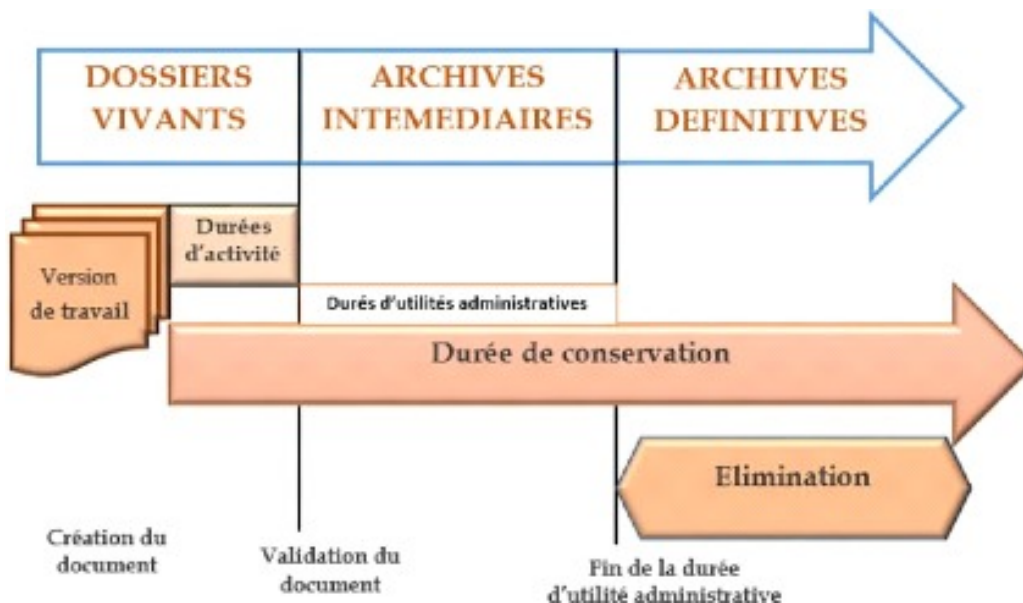 DOSSIERS
VIVANTS
ARCHIVES
INTEMEDIAIRES
ARCHIVES
DEFINITIVES
Durées
d'activité
Version
de travail
Durés d'utilités administratives
Durée de conservation
Elimination
Création du
document
Validation du
document
Fin de la durée
d'utilité administrative